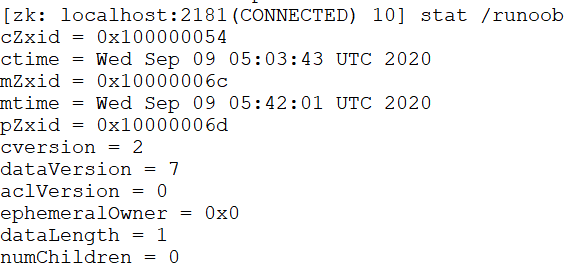 [zk: localhost:2181(CONNECTED) 10] stat /runoob
cZxid = 0x100000054
ctime = Wed Sep 09 05:03:43 UTC 2020
mZxid = 0x10000006c
mtime = Wed Sep 09 05:42:01 UTC 2020
pZxid = 0x10000006d
cversion = 2
dataVersion = 7
aclVersion = 0
ephemeralOwner = 0x0
dataLength = 1
numChildren = 0